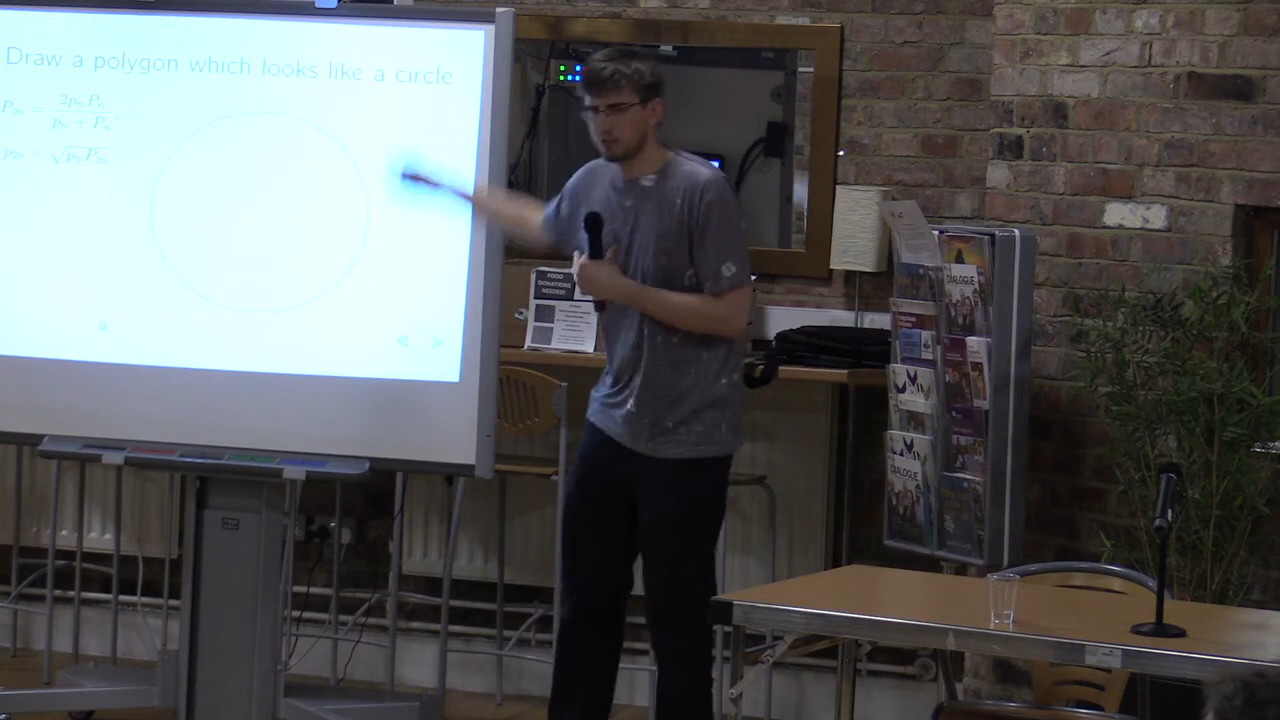 Draw a polygon which looks like a circle
P₂ₙ = 2pₙPₙ / pₙ + Pₙ,
p₂ₙ = √pₙP₂ₙ
FOOD
DONATIONS
NEEDED!
DIALOGUE
DIALOGUE